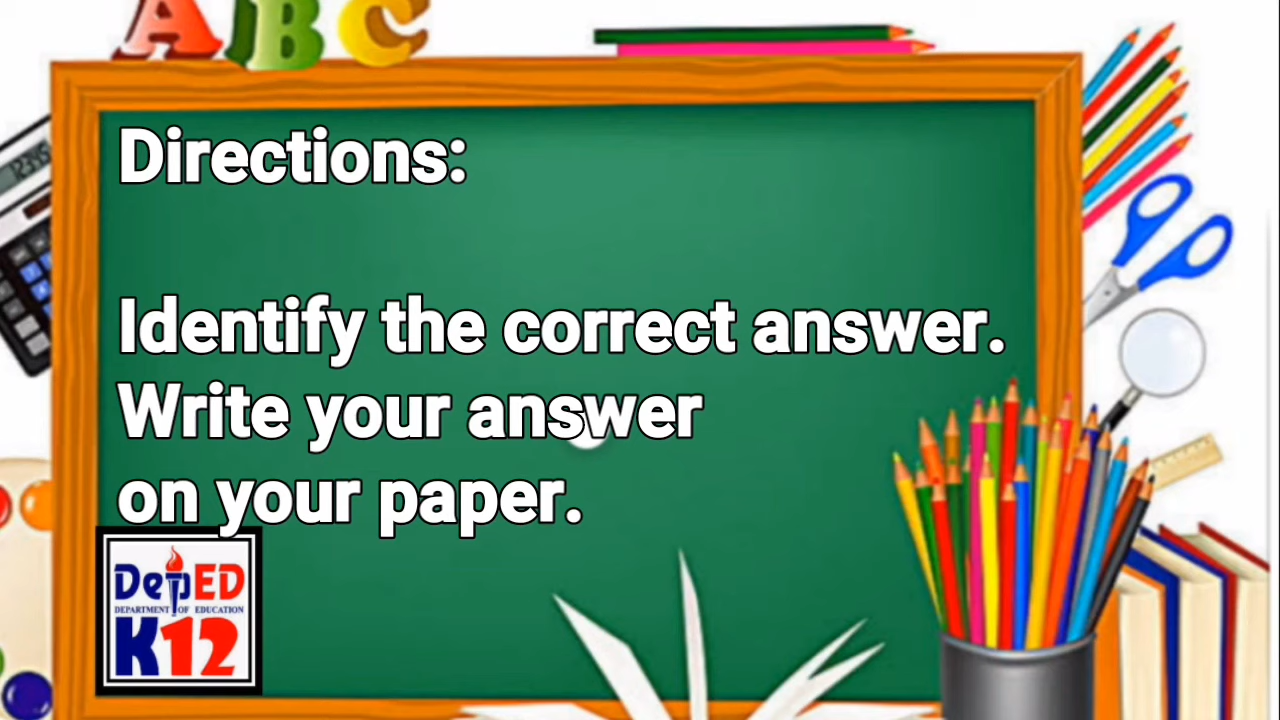 ABC
Directions:
Identify the correct answer.
Write your answer
on your paper.
DepED
DEPARTMENT OF EDUCATION
K12